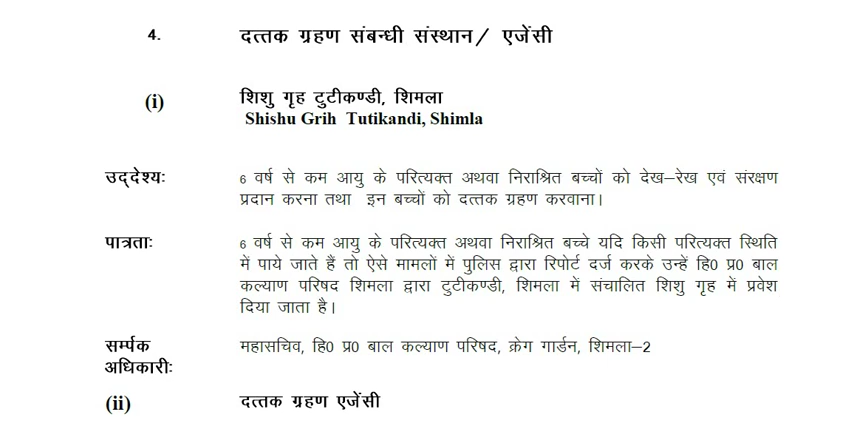 4. दत्तक ग्रहण संबन्धी संस्थान/ एजेंसी
(i) शिशु गृह टुटीकण्डी, शिमला
Shishu Grih Tutikandi, Shimla
उद्देश्यः 6 वर्ष से कम आयु के परित्यक्त अथवा निराश्रित बच्चों को देख–रेख एवं संरक्षण
प्रदान करना तथा इन बच्चों को दत्तक ग्रहण करवाना।
पात्रताः 6 वर्ष से कम आयु के परित्यक्त अथवा निराश्रित बच्चे यदि किसी परित्यक्त स्थिति
में पाये जाते हैं तो ऐसे मामलों में पुलिस द्वारा रिपोर्ट दर्ज करके उन्हें हि0 प्र0 बाल
कल्याण परिषद शिमला द्वारा टुटीकण्डी, शिमला में संचालित शिशु गृह में प्रवेश
दिया जाता है।
सर्म्पक महासचिव, हि0 प्र0 बाल कल्याण परिषद, क्रेग गार्डन, शिमला–2
अधिकारीः
(ii) दत्तक ग्रहण एजेंसी